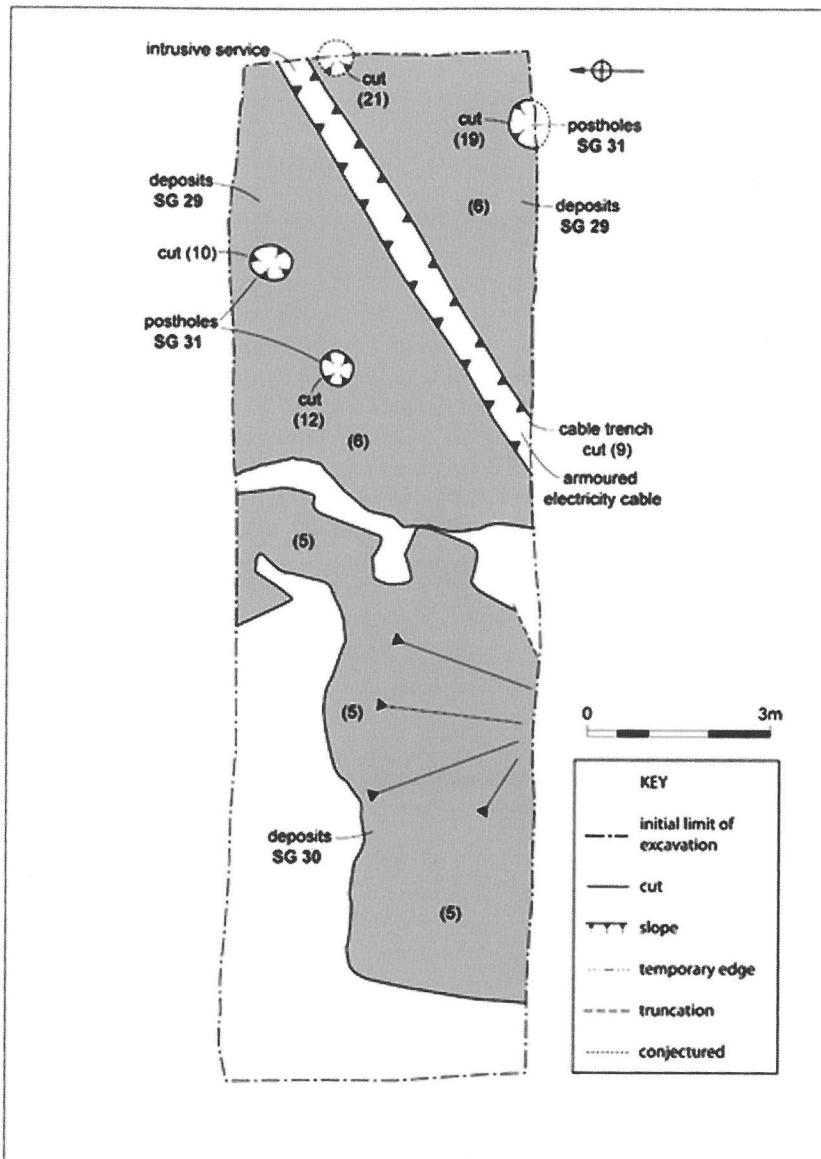 intrusive service
cut
(21)
cut
(19)
postholes
SG 31
deposits
SG 29
(6)
deposits
SG 29
cut (10)
postholes
SG 31
cut
(12)
(6)
cable trench
cut (9)
armoured
electricity cable
(5)
(5)
0
3m
deposits
SG 30
(5)
KEY
initial limit of
excavation
cut
slope
temporary edge
truncation
conjectured